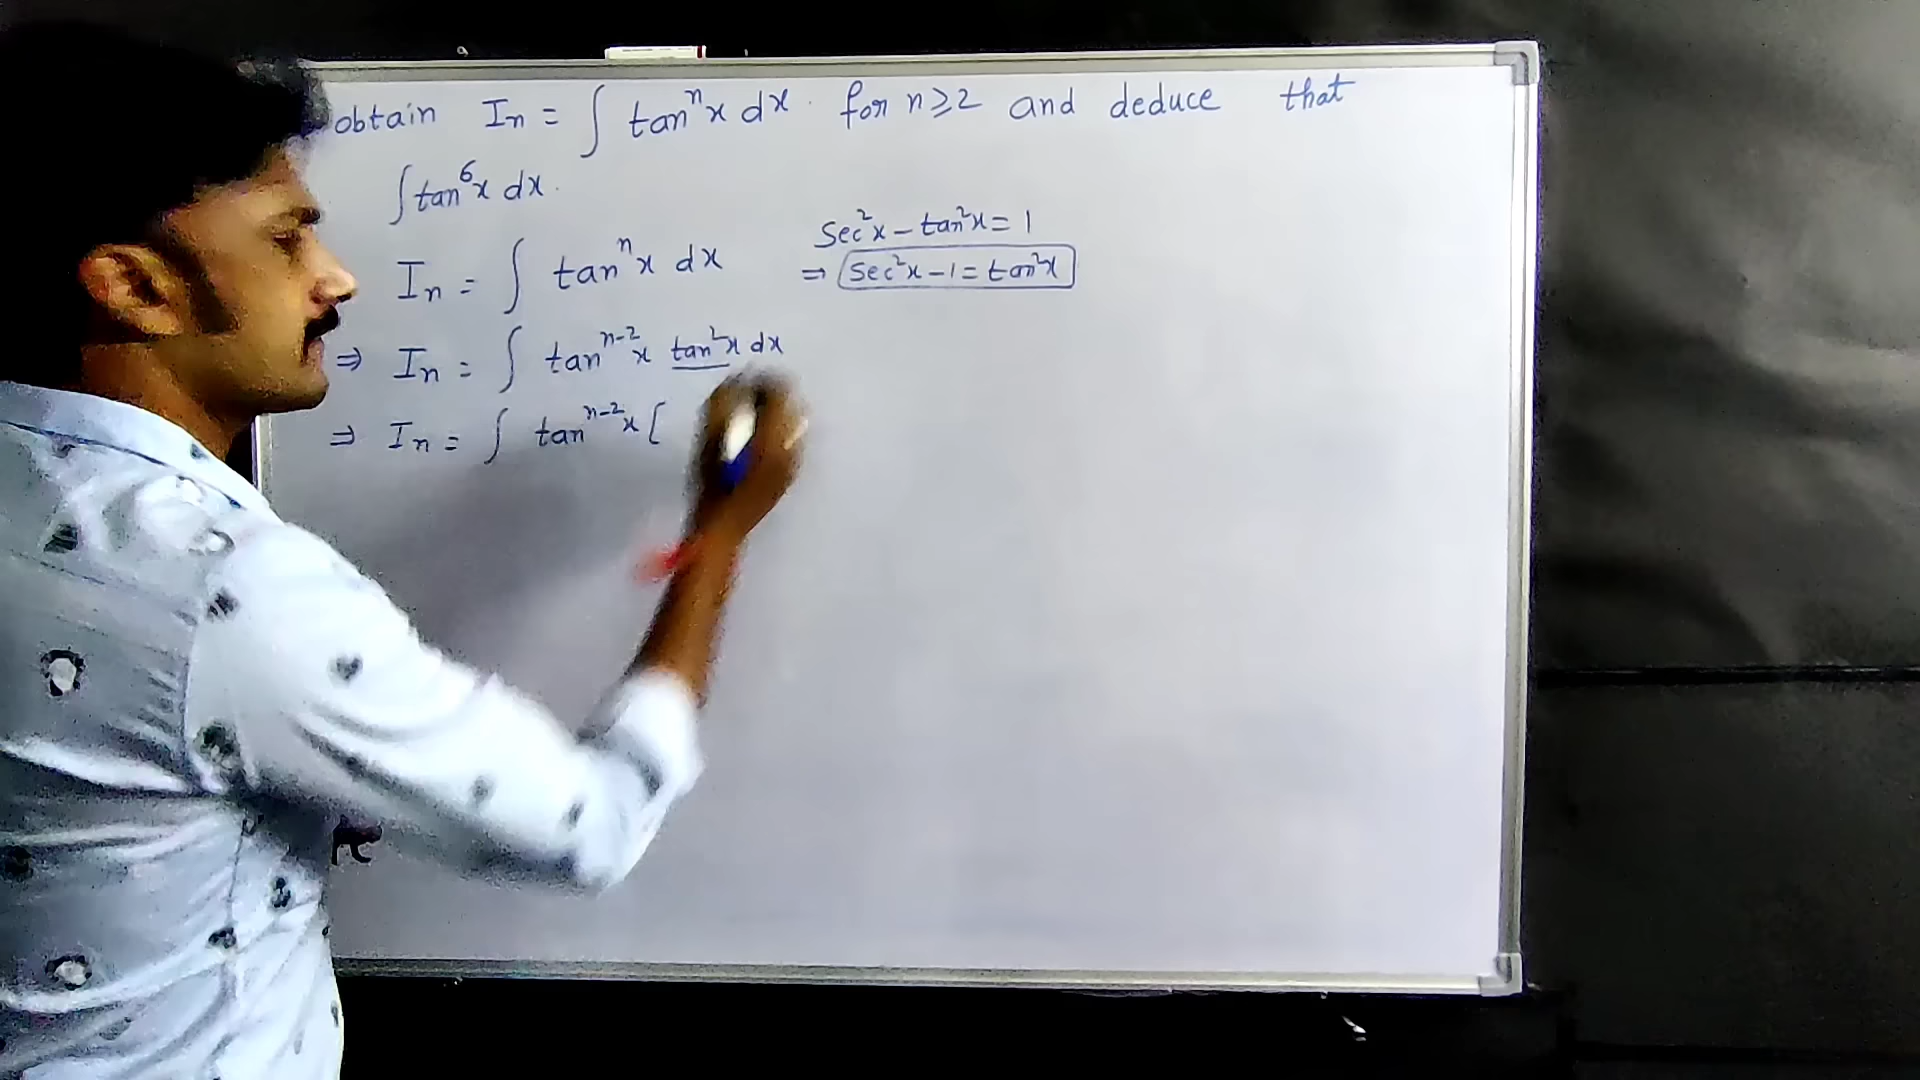 obtain Iₙ = ∫ tanⁿx dx for n ≥ 2 and deduce that
∫ tan⁶x dx.
Iₙ = ∫ tanⁿx dx
sec²x − tan²x = 1
⇒ sec²x − 1 = tan²x
⇒ Iₙ = ∫ tanⁿ⁻²x tan²x dx
⇒ Iₙ = ∫ tanⁿ⁻²x [